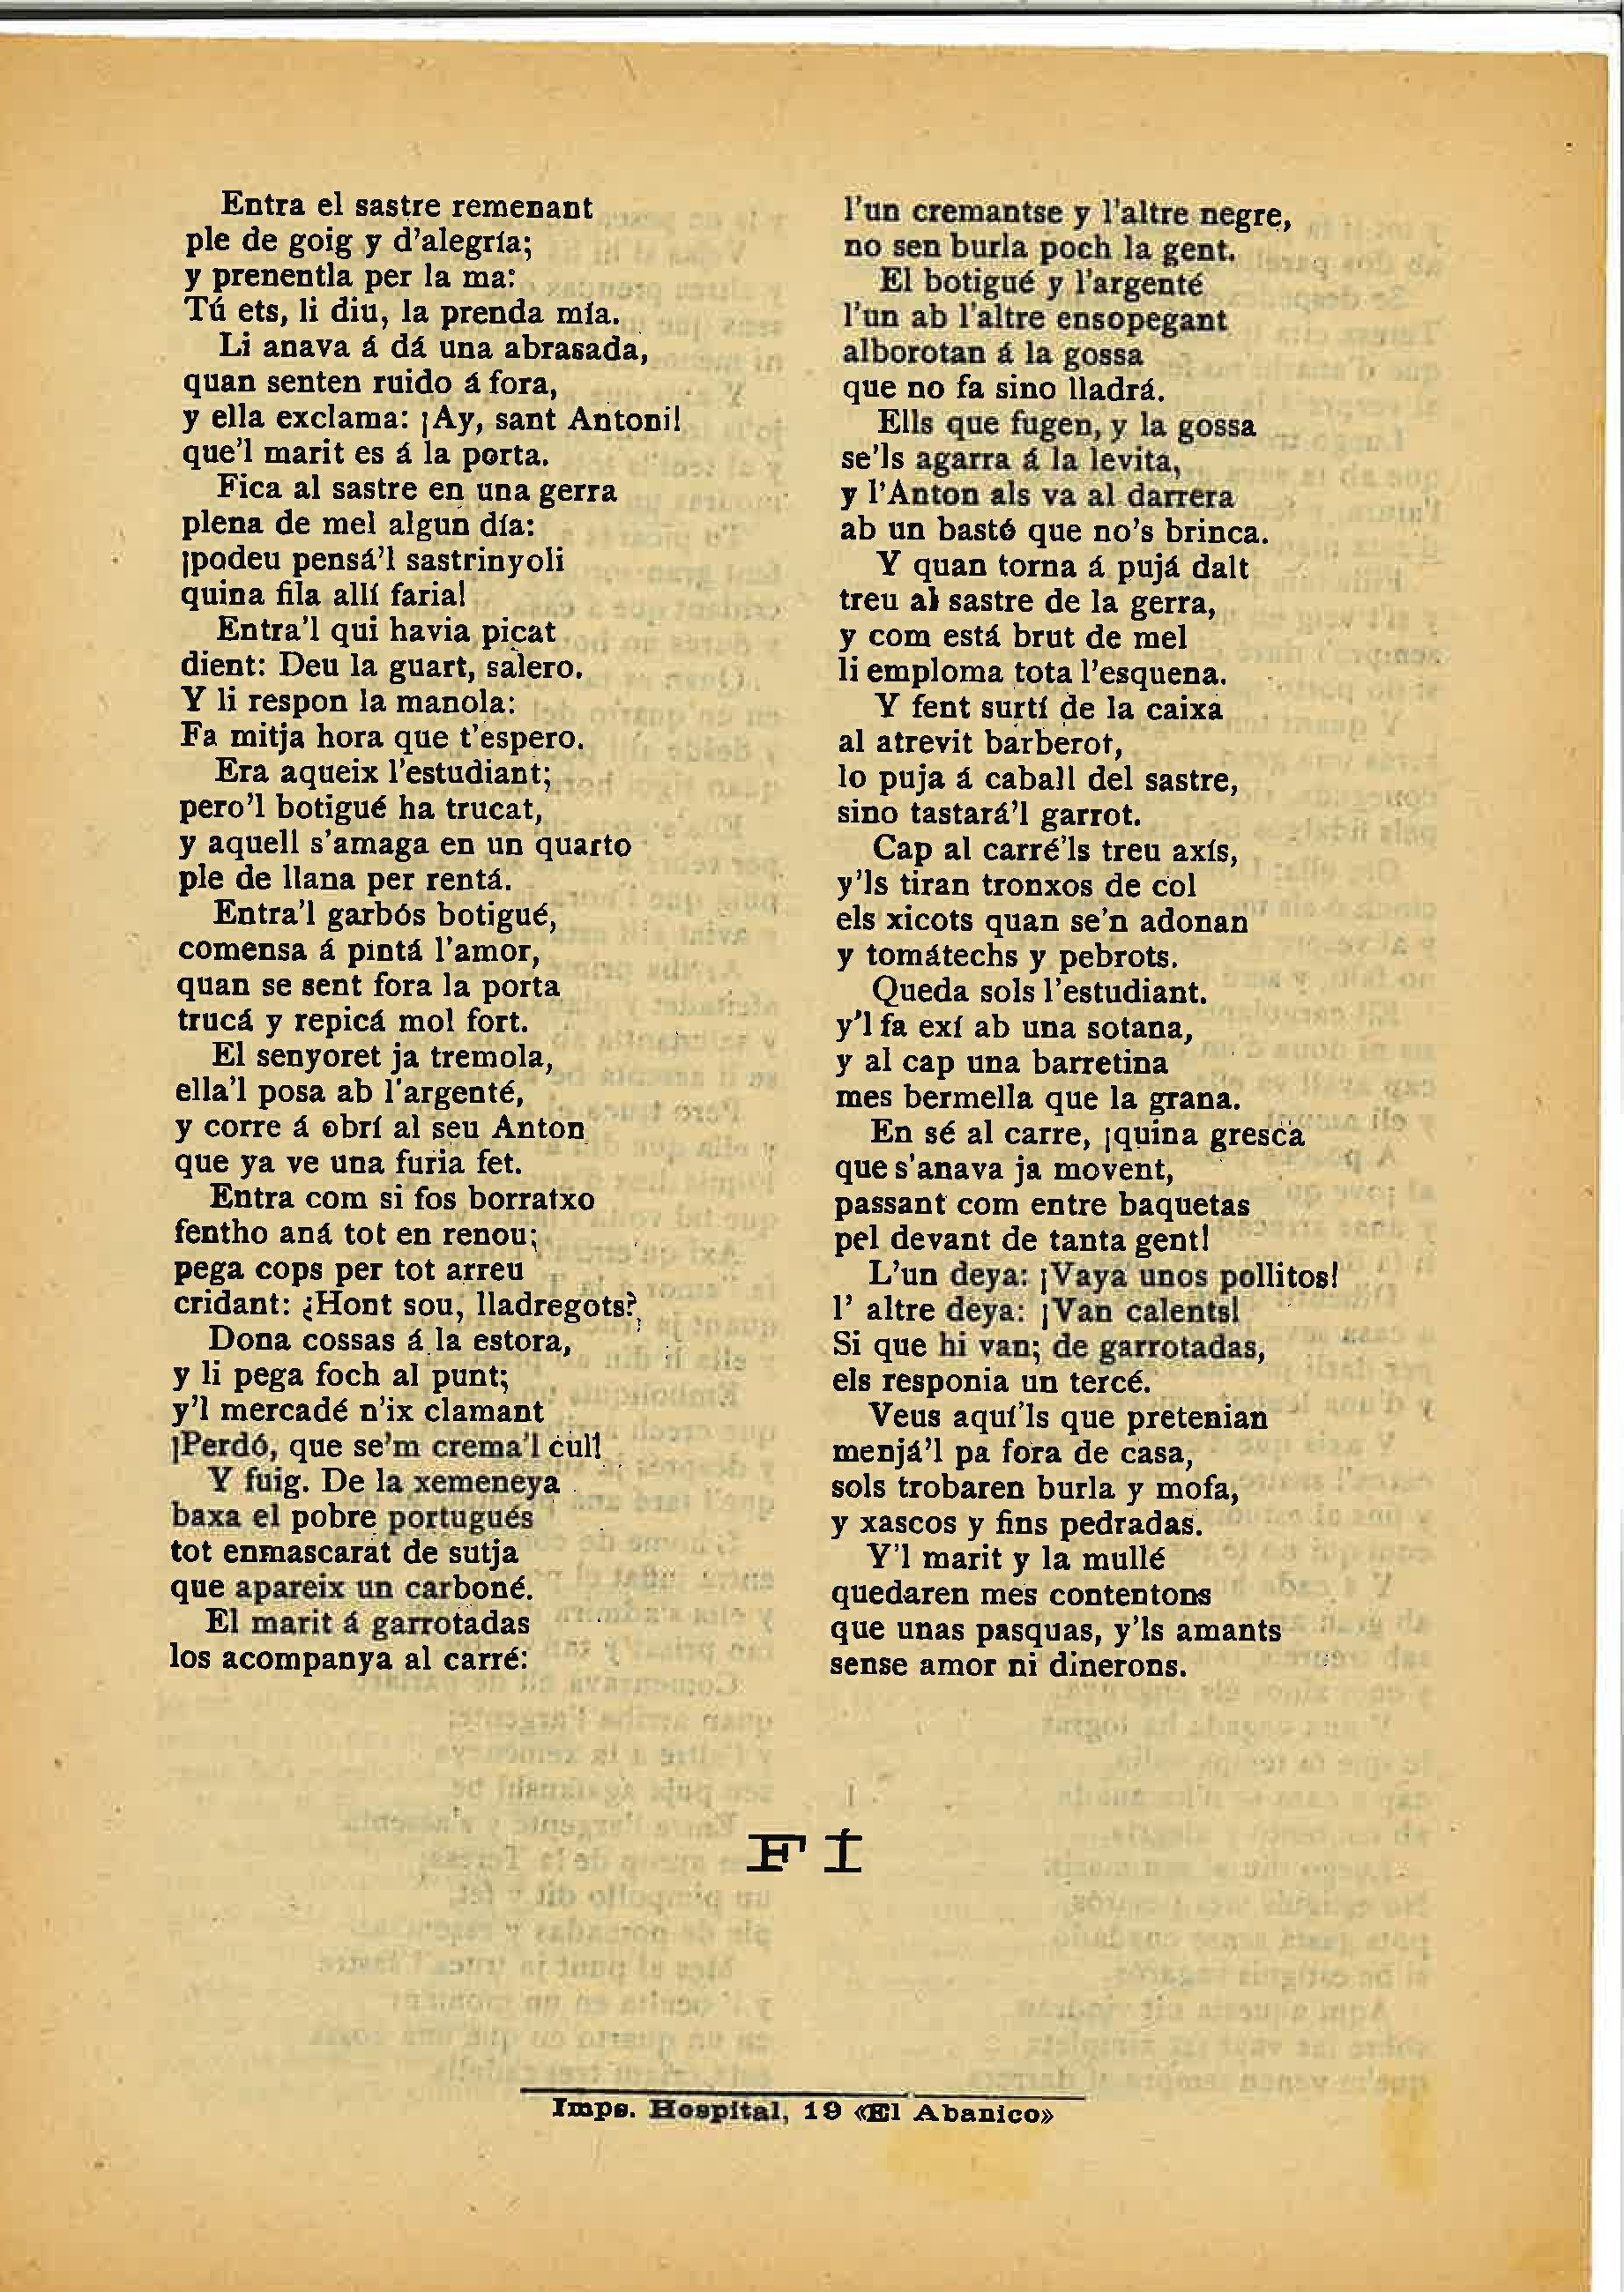 Entra el sastre remenant
ple de goig y d'alegría;
y prenentla per la ma:
Tú ets, li diu, la prenda mía.
Li anava á dá una abrasada,
quan senten ruido á fora,
y ella exclama: ¡Ay, sant Antoni!
que'l marit es á la porta.
Fica al sastre en una gerra
plena de mel algun día:
¡podeu pensá'l sastrinyoli
quina fila allí faria!
Entra'l qui havia picat
dient: Deu la guart, salero.
Y li respon la manola:
Fa mitja hora que t'espero.
Era aqueix l'estudiant;
pero'l botigué ha trucat,
y aquell s'amaga en un quarto
ple de llana per rentá.
Entra'l garbós botigué,
comensa á pintá l'amor,
quan se sent fora la porta
trucá y repicá mol fort.
El senyoret ja tremola,
ella'l posa ab l'argenté,
y corre á obrí al seu Anton
que ya ve una furia fet.
Entra com si fos borratxo
fentho aná tot en renou;
pega cops per tot arreu
cridant: ¿Hont sou, lladregots?
Dona cossas á la estora,
y li pega foch al punt;
y'l mercadé n'ix clamant
¡Perdó, que se'm crema'l cul!
Y fuig. De la xemeneya
baxa el pobre portugués
tot enmascarat de sutja
que apareix un carboné.
El marit á garrotadas
los acompanya al carré:
l'un cremantse y l'altre negre,
no sen burla poch la gent.
El botigué y l'argenté
l'un ab l'altre ensopegant
alborotan á la gossa
que no fa sino lladrá.
Ells que fugen, y la gossa
se'ls agarra á la levita,
y l'Anton als va al darrera
ab un bastó que no's brinca.
Y quan torna á pujá dalt
treu al sastre de la gerra,
y com está brut de mel
li emploma tota l'esquena.
Y fent surtí de la caixa
al atrevit barberot,
lo puja á caball del sastre,
sino tastará'l garrot.
Cap al carré'ls treu axís,
y'ls tiran tronxos de col
els xicots quan se'n adonan
y tomátechs y pebrots.
Queda sols l'estudiant.
y'l fa exí ab una sotana,
y al cap una barretina
mes bermella que la grana.
En sé al carre, ¡quina gresca
que s'anava ja movent,
passant com entre baquetas
pel devant de tanta gent!
L'un deya: ¡Vaya unos pollitos!
l' altre deya: ¡Van calents!
Si que hi van; de garrotadas,
els responia un tercé.
Veus aquí'ls que pretenian
menjá'l pa fora de casa,
sols trobaren burla y mofa,
y xascos y fins pedradas.
Y'l marit y la mullé
quedaren mes contentons
que unas pasquas, y'ls amants
sense amor ni dinerons.
FÍ
Imps. Hospital, 19 «El Abanico»